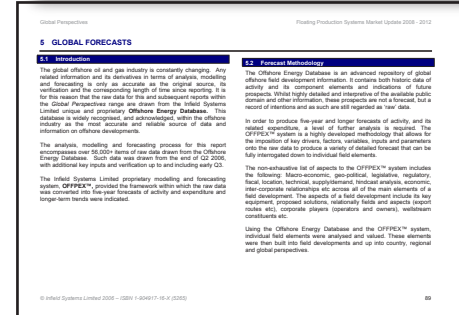 Global Perspectives
Floating Production Systems Market Update 2008 - 2012
5 GLOBAL FORECASTS
5.1 Introduction
The global offshore oil and gas industry is constantly changing. Any
related information and its derivatives in terms of analysis, modelling
and forecasting is only as accurate as the original source, its
verification and the corresponding length of time since reporting. It is
for this reason that the raw data for this and subsequent reports within
the Global Perspectives range are drawn from the Infield Systems
Limited unique and proprietary Offshore Energy Database. This
database is widely recognised, and acknowledged, within the offshore
industry as the most accurate and reliable source of data and
information on offshore developments.
The analysis, modelling and forecasting process for this report
encompasses over 56,000+ items of raw data drawn from the Offshore
Energy Database. Such data was drawn from the end of Q2 2006,
with additional key inputs and verification up to and including early Q3.
The Infield Systems Limited proprietary modelling and forecasting
system, OFFPEX™, provided the framework within which the raw data
was converted into five-year forecasts of activity and expenditure and
longer-term trends were indicated.
5.2 Forecast Methodology
The Offshore Energy Database is an advanced repository of global
offshore field development information. It contains both historic data of
activity and its component elements and indications of future
prospects. Whilst highly detailed and interpretive of the available public
domain and other information, these prospects are not a forecast, but a
record of intentions and as such are still regarded as 'raw' data.
In order to produce five-year and longer forecasts of activity, and its
related expenditure, a level of further analysis is required. The
OFFPEX™ system is a highly developed methodology that allows for
the imposition of key drivers, factors, variables, inputs and parameters
onto the raw data to produce a variety of defensible forecast that can be
fully interrogated down to individual field elements.
The non-exhaustive list of aspects to the OFFPEX™ system includes
the following: Macro-economic, geo-political, legislative, regulatory,
fiscal, location, technical, supply/demand, hindcast analysis, economic,
inter-corporate relationships etc across all of the main elements of a
field development. The aspects of a field development include its key
equipment, proposed solutions, relationally fields and aspects (export
routes etc), corporate players (operators and owners), wellstream
constituents etc.
Using the Offshore Energy Database and the OFFPEX™ system,
individual field elements were analysed and valued. These elements
were then built into field developments and up into country, regional
and global perspectives.
© Infield Systems Limited 2006 – ISBN 1-904917-16-X (5265)
89